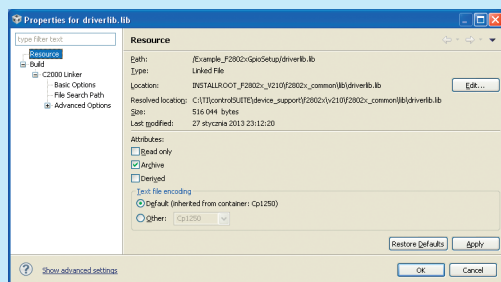 Properties for driverlib.lib
type filter text
Resource
Build
C2000 Linker
Basic Options
File Search Path
Advanced Options
Resource
Path: /Example_F2802xGpioSetup/driverlib.lib
Type: Linked File
Location: INSTALLROOT_F2802x_V210\f2802x_common\lib\driverlib.lib
Edit...
Resolved location: C:\TI\controlSUITE\device_support\f2802x\v210\f2802x_common\lib\driverlib.lib
Size: 516 044 bytes
Last modified: 27 stycznia 2013 23:12:20
Attributes:
Read only
Archive
Derived
Text file encoding
Default (inherited from container: Cp1250)
Other: Cp1250
Restore Defaults Apply
? Show advanced settings OK Cancel